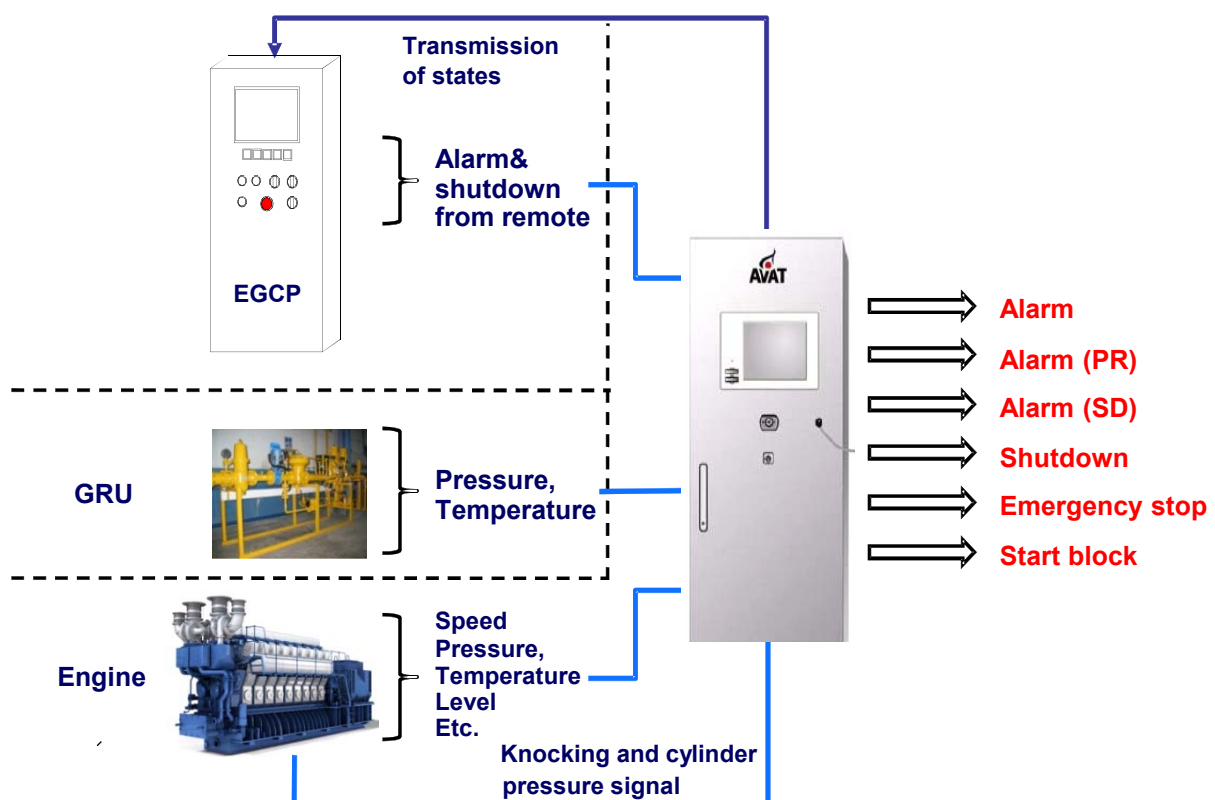 Transmission
of states
Alarm&
shutdown
from remote
EGCP
AVAT
Alarm
Alarm (PR)
Alarm (SD)
Shutdown
Emergency stop
Start block
GRU
Pressure,
Temperature
Engine
Speed
Pressure,
Temperature
Level
Etc.
Knocking and cylinder
pressure signal